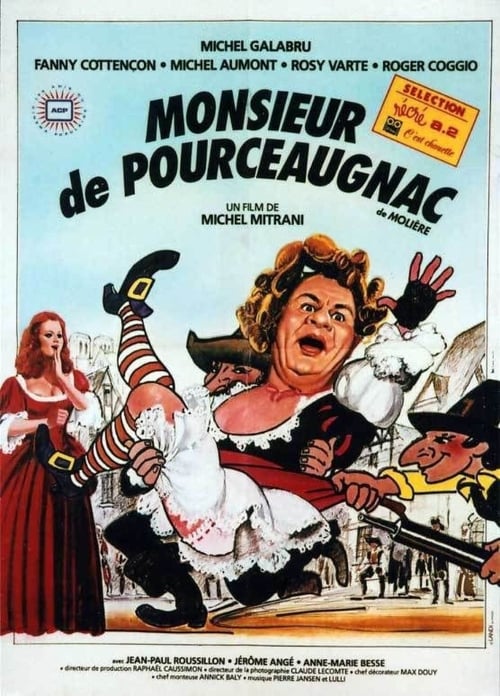 MICHEL GALABRU
FANNY COTTENÇON • MICHEL AUMONT • ROSY VARTE • ROGER COGGIO
ACP
SELECTION
récré a.2
C'est chouette
MONSIEUR
de POURCEAUGNAC
de MOLIÈRE
UN FILM DE
MICHEL MITRANI
LANDI
avec JEAN-PAUL ROUSSILLON • JÉRÔME ANGÉ • ANNE-MARIE BESSE
• directeur de production RAPHAËL CAUSSIMON • directeur de la photographie CLAUDE LECOMTE • chef décorateur MAX DOUY
• chef monteuse ANNICK BALY • musique PIERRE JANSEN et LULLI